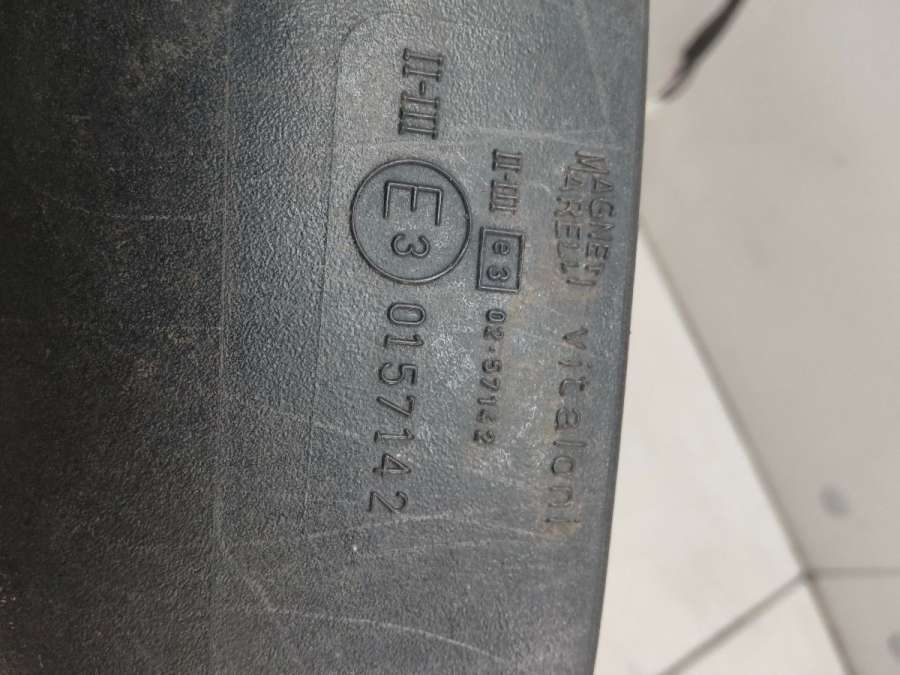 MAGNETI
MARELLI vitaloni
II-III e3 02·57142
II-III E3 0157142